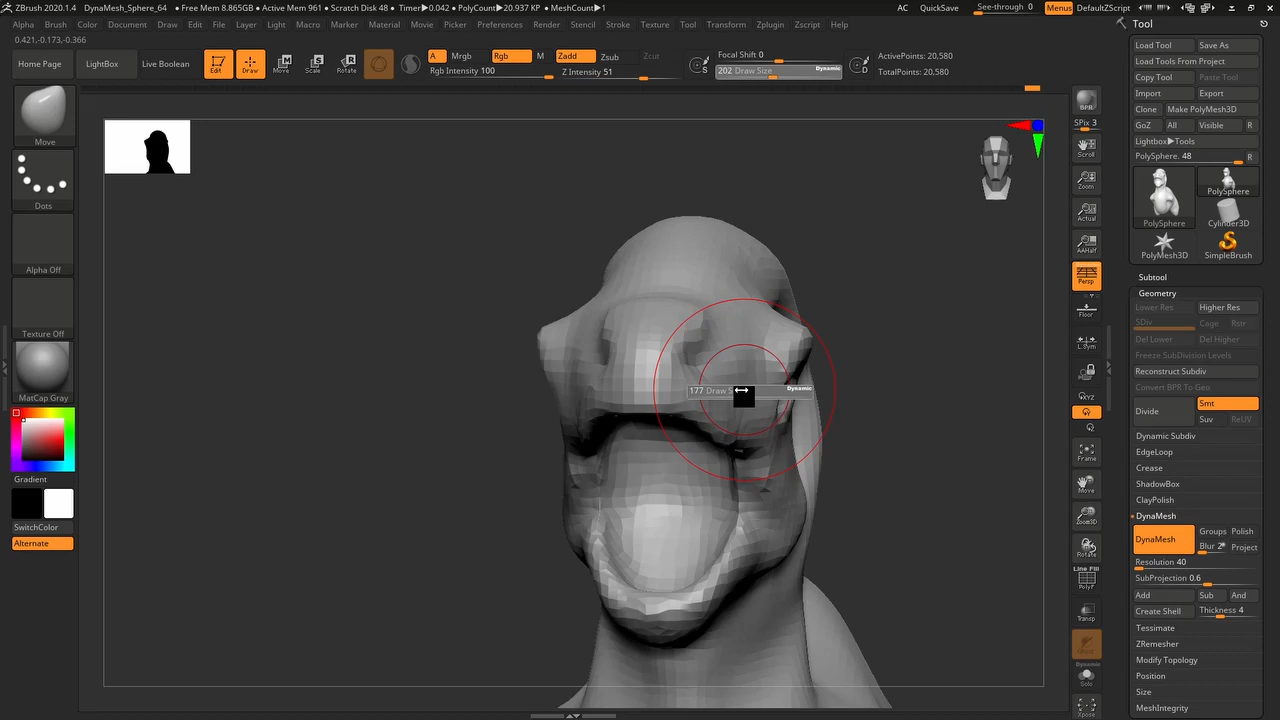 ZBrush 2020.1.4 DynaMesh_Sphere_64 • Free Mem 8.865GB • Active Mem 961 • Scratch Disk 48 • Timer▶0.042 • PolyCount▶20.937 KP • MeshCount▶1 AC QuickSave See-through 0 Menus DefaultZScript
Alpha Brush Color Document Draw Edit File Layer Light Macro Marker Material Movie Picker Preferences Render Stencil Stroke Texture Tool Transform Zplugin Zscript Help
0.421,-0.173,-0.366
Home Page LightBox Live Boolean
Edit Draw Move Scale Rotate
A Mrgb Rgb M Zadd Zsub Zcut
Rgb Intensity 100 Z Intensity 51
Focal Shift 0
202 Draw Size Dynamic
S
D
ActivePoints: 20,580
TotalPoints: 20,580
Move
Dots
Alpha Off
Texture Off
MatCap Gray
Gradient
SwitchColor
Alternate
177 Draw S Dynamic
BPR
SPix 3
Scroll
Zoom
Actual
AAHalf
Persp
Floor
L.Sym
XYZ
Y
Z
Frame
Move
Zoom3D
Rotate
Line Fill
PolyF
Transp
Dynamic
Solo
Xpose
Tool
Load Tool Save As
Load Tools From Project
Copy Tool Paste Tool
Import Export
Clone Make PolyMesh3D
GoZ All Visible R
Lightbox▶Tools
PolySphere. 48 R
PolySphere PolySphere
Cylinder3D
PolyMesh3D SimpleBrush
Subtool
Geometry
Lower Res Higher Res
SDiv Cage Rstr
Del Lower Del Higher
Freeze SubDivision Levels
Reconstruct Subdiv
Convert BPR To Geo
Divide Smt
Suv ReUV
Dynamic Subdiv
EdgeLoop
Crease
ShadowBox
ClayPolish
DynaMesh
DynaMesh Groups Polish
Blur 2 Project
Resolution 40
SubProjection 0.6
Add Sub And
Create Shell Thickness 4
Tessimate
ZRemesher
Modify Topology
Position
Size
MeshIntegrity